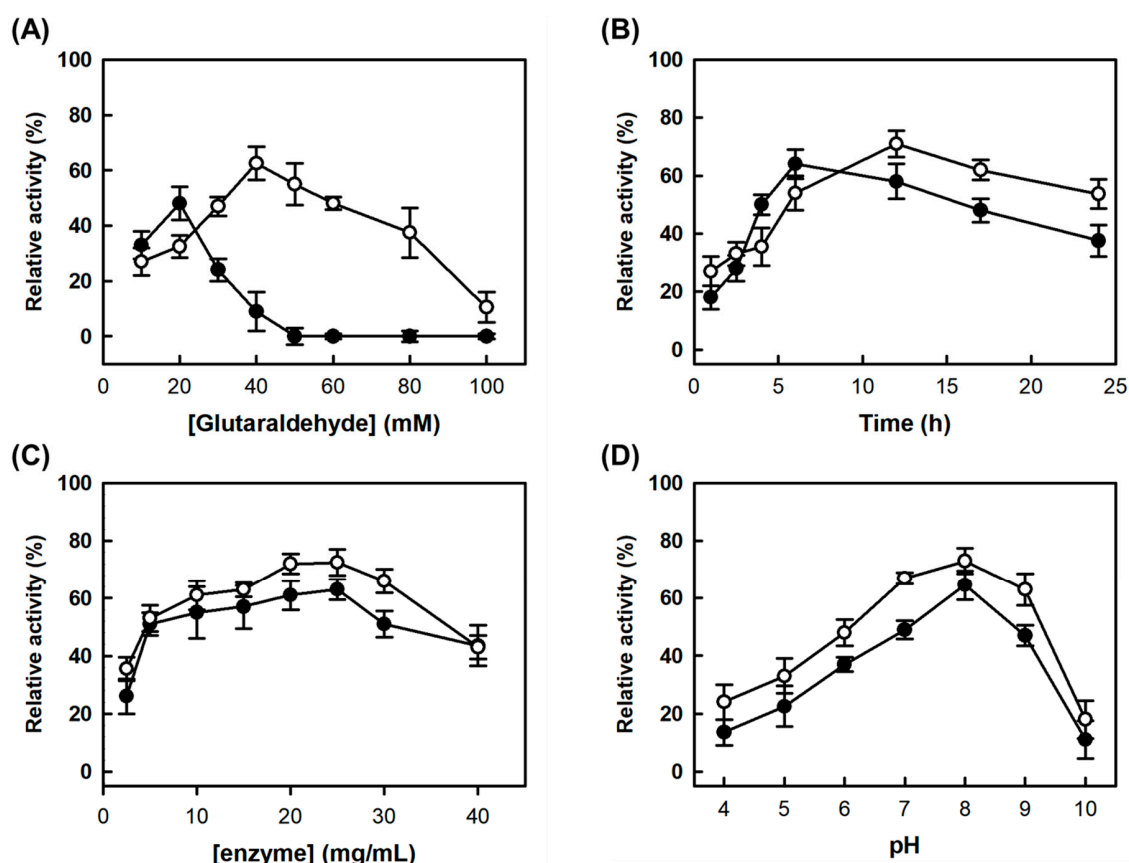 (A)
100
80
60
40
20
0
Relative activity (%)
0 20 40 60 80 100
[Glutaraldehyde] (mM)
(B)
100
80
60
40
20
0
Relative activity (%)
0 5 10 15 20 25
Time (h)
(C)
100
80
60
40
20
0
Relative activity (%)
0 10 20 30 40
[enzyme] (mg/mL)
(D)
100
80
60
40
20
0
Relative activity (%)
4 5 6 7 8 9 10
pH